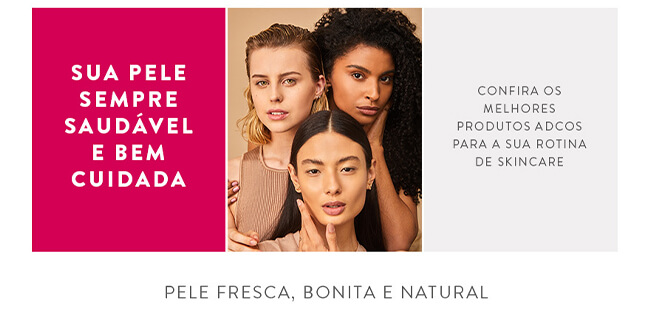 SUA PELE
SEMPRE
SAUDÁVEL
E BEM
CUIDADA
CONFIRA OS
MELHORES
PRODUTOS ADCOS
PARA A SUA ROTINA
DE SKINCARE
PELE FRESCA, BONITA E NATURAL